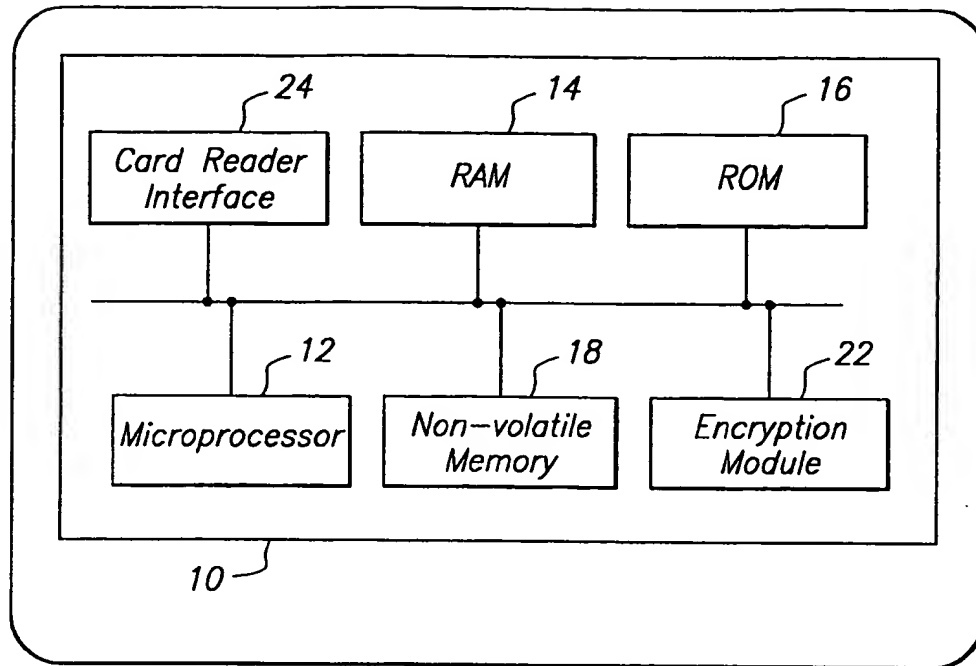 24
14
16
Card Reader
Interface
RAM
ROM
12
18
22
Microprocessor
Non-volatile
Memory
Encryption
Module
10